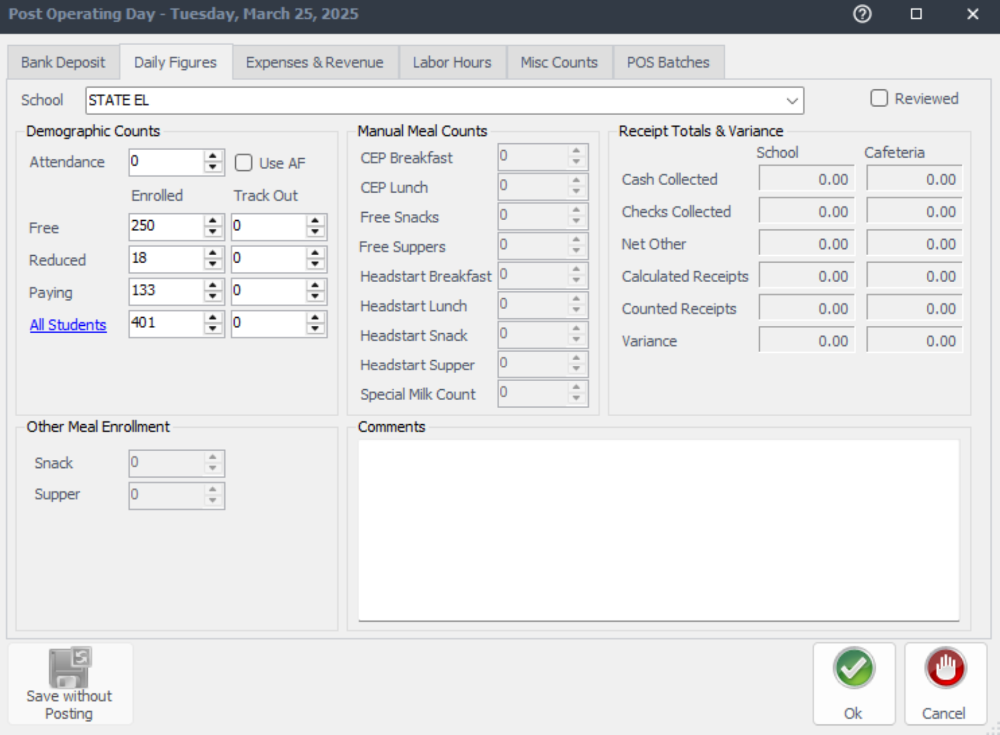 Post Operating Day - Tuesday, March 25, 2025
Bank Deposit
Daily Figures
Expenses & Revenue
Labor Hours
Misc Counts
POS Batches
School
STATE EL
Reviewed
Demographic Counts
Attendance
0
Use AF
Enrolled
Track Out
Free
250
0
Reduced
18
0
Paying
133
0
All Students
401
0
Manual Meal Counts
CEP Breakfast
0
CEP Lunch
0
Free Snacks
0
Free Suppers
0
Headstart Breakfast
0
Headstart Lunch
0
Headstart Snack
0
Headstart Supper
0
Special Milk Count
0
Receipt Totals & Variance
School
Cafeteria
Cash Collected
0.00
0.00
Checks Collected
0.00
0.00
Net Other
0.00
0.00
Calculated Receipts
0.00
0.00
Counted Receipts
0.00
0.00
Variance
0.00
0.00
Other Meal Enrollment
Snack
0
Supper
0
Comments
Save without
Posting
Ok
Cancel